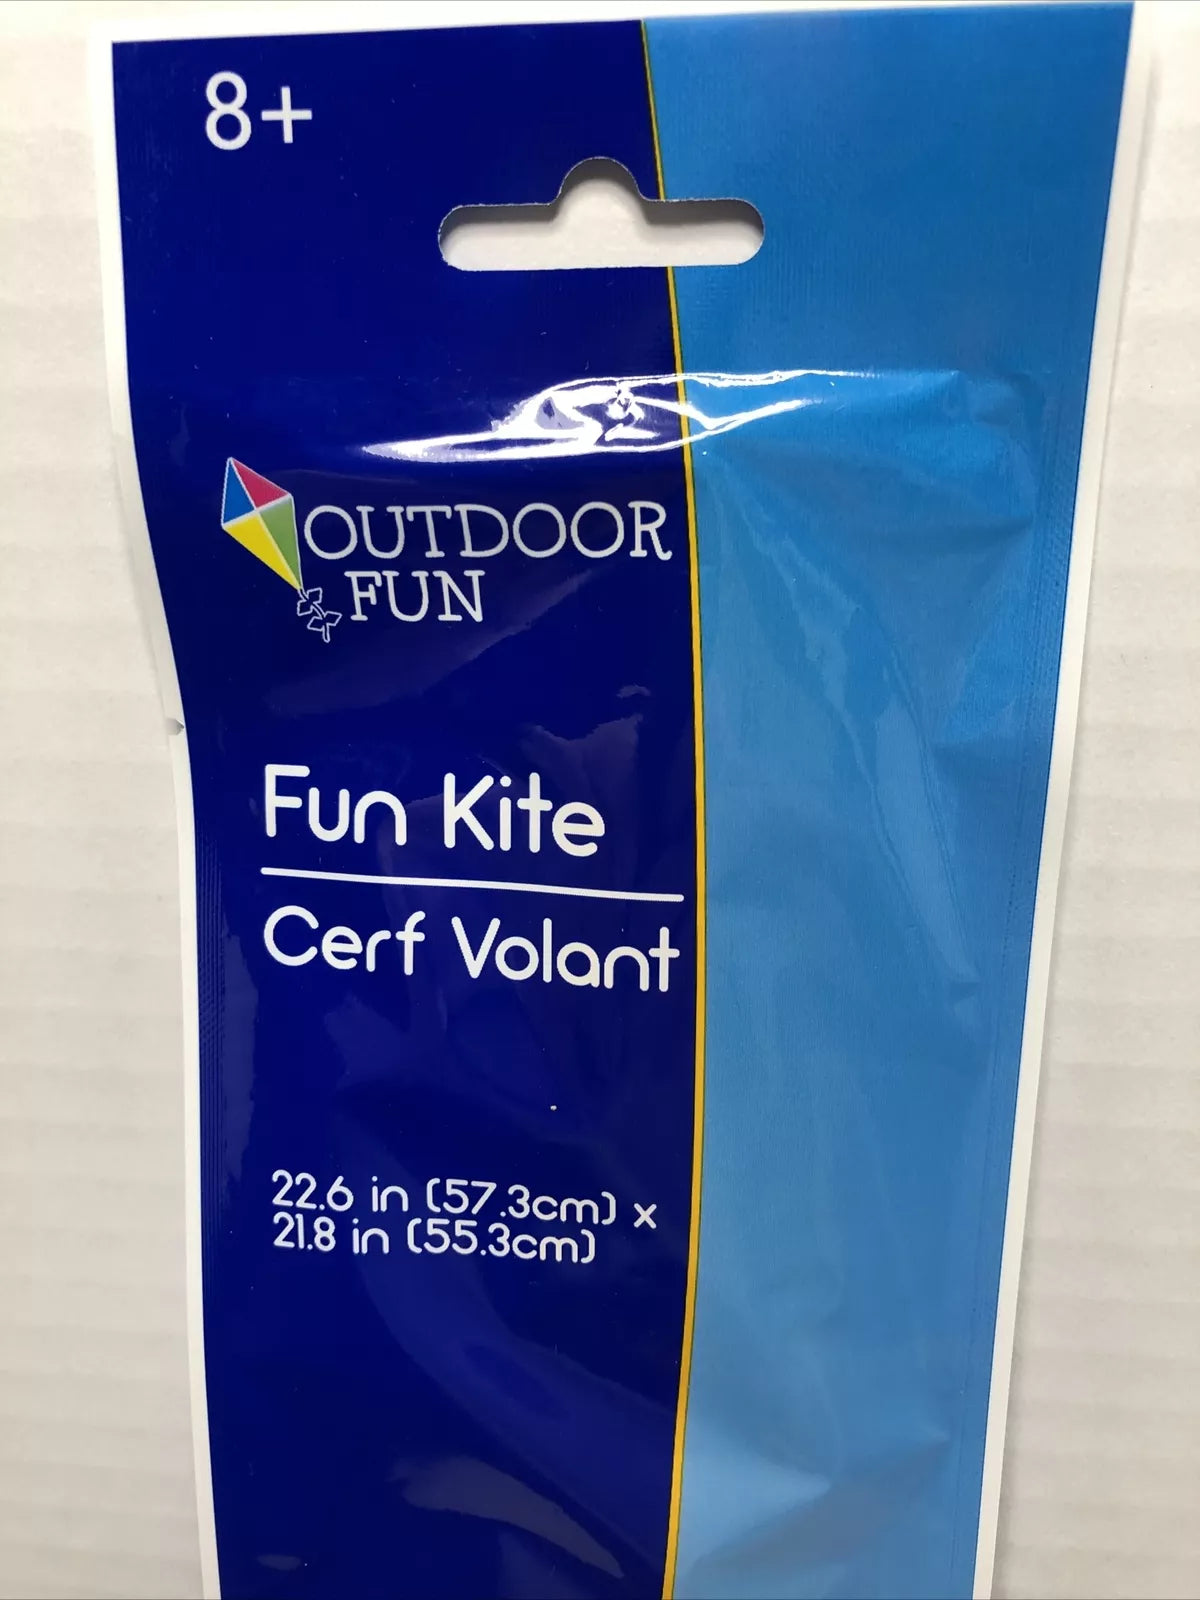 8+
OUTDOOR
FUN
Fun Kite
Cerf Volant
22.6 in (57.3cm) x
21.8 in (55.3cm)